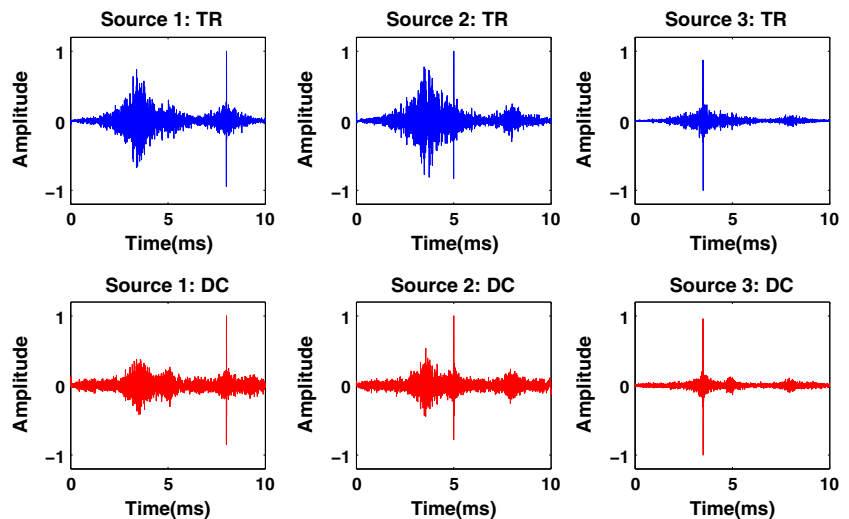 Source 1: TR
Source 2: TR
Source 3: TR
Amplitude
1
0
−1
0
5
10
Time(ms)
Amplitude
1
0
−1
0
5
10
Time(ms)
Amplitude
1
0
−1
0
5
10
Time(ms)
Source 1: DC
Source 2: DC
Source 3: DC
Amplitude
1
0
−1
0
5
10
Time(ms)
Amplitude
1
0
−1
0
5
10
Time(ms)
Amplitude
1
0
−1
0
5
10
Time(ms)